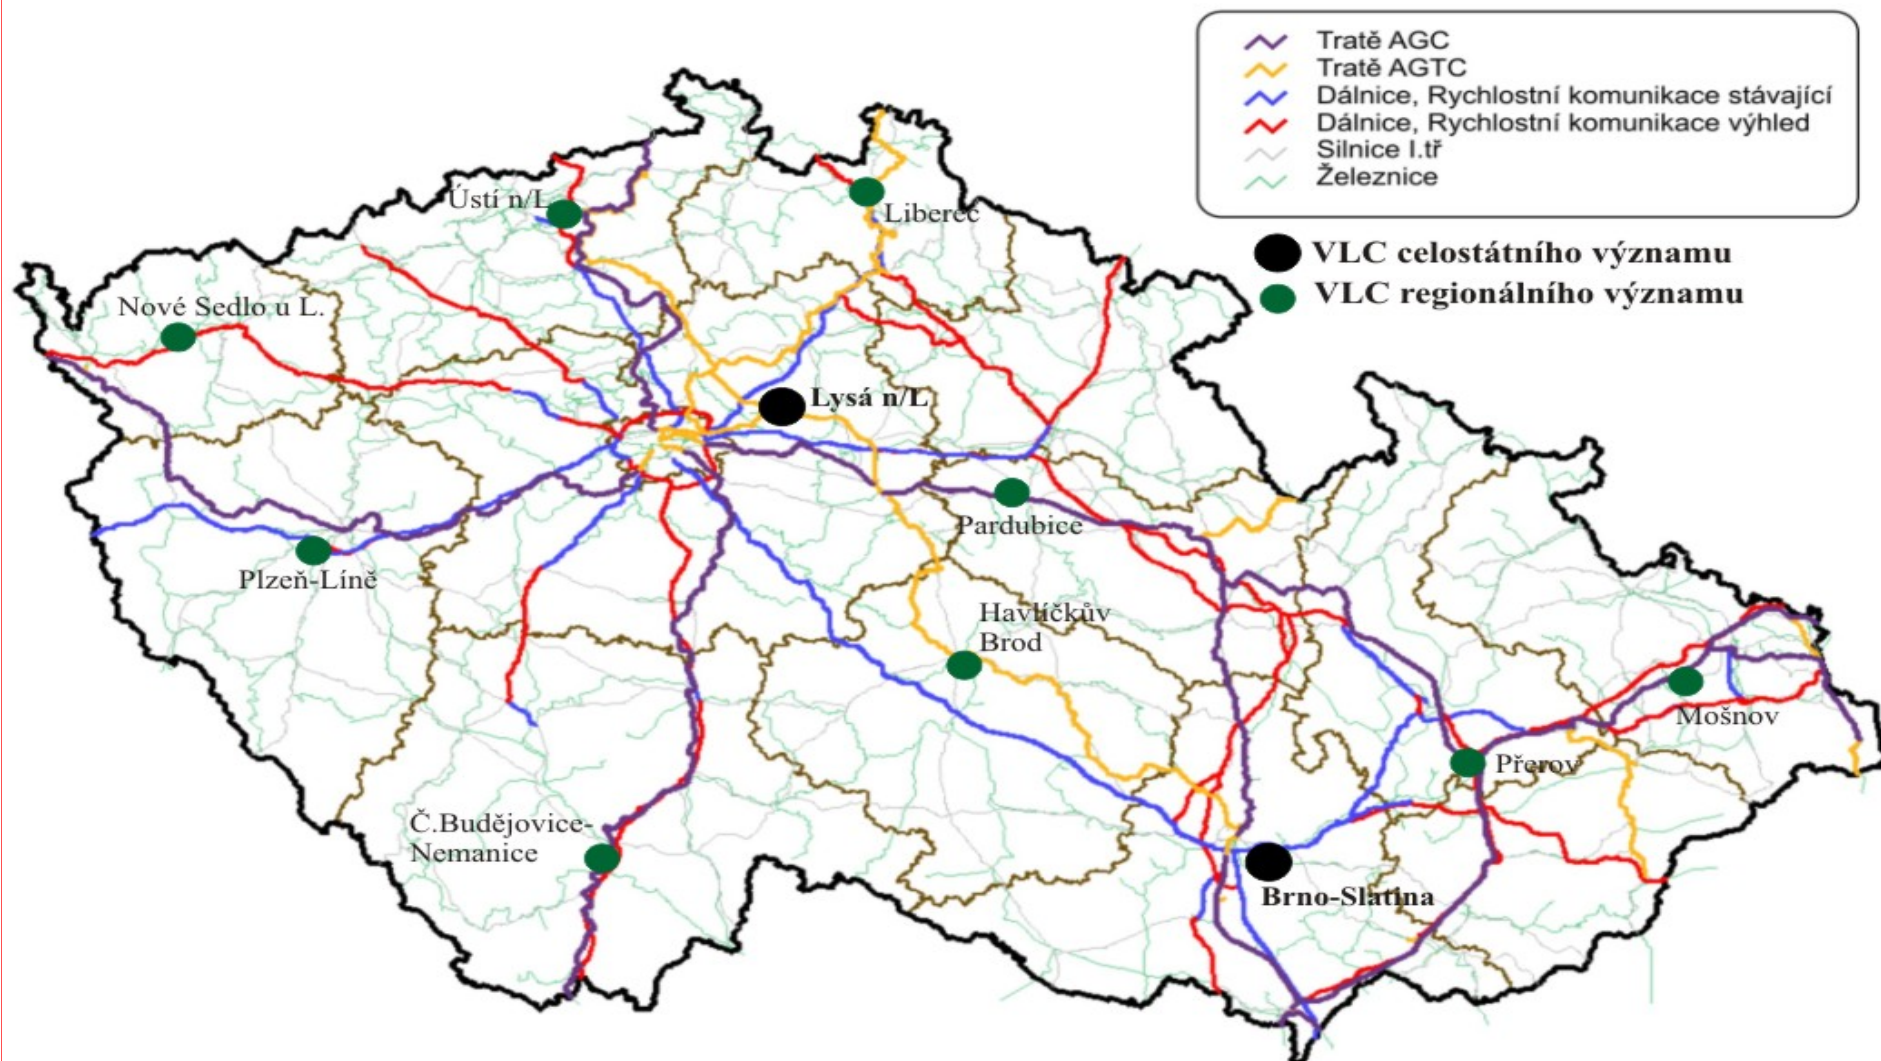 Tratě AGC
Tratě AGTC
Dálnice, Rychlostní komunikace stávající
Dálnice, Rychlostní komunikace výhled
Silnice I.tř
Železnice
VLC celostátního významu
VLC regionálního významu
Ústí n/L
Liberec
Nové Sedlo u L.
Lysá n/L
Pardubice
Plzeň-Líně
Havlíčkův
Brod
Mošnov
Přerov
Č.Budějovice-
Nemanice
Brno-Slatina